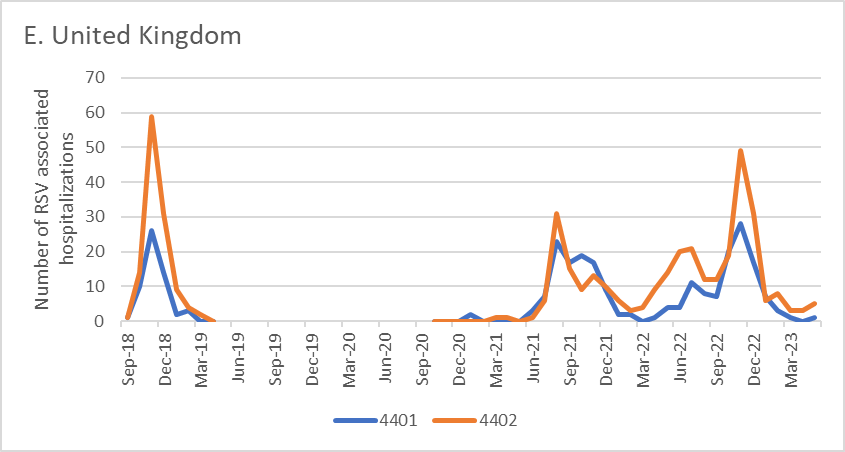 E. United Kingdom
Number of RSV associated
hospitalizations
70
60
50
40
30
20
10
0
Sep-18
Dec-18
Mar-19
Jun-19
Sep-19
Dec-19
Mar-20
Jun-20
Sep-20
Dec-20
Mar-21
Jun-21
Sep-21
Dec-21
Mar-22
Jun-22
Sep-22
Dec-22
Mar-23
4401
4402